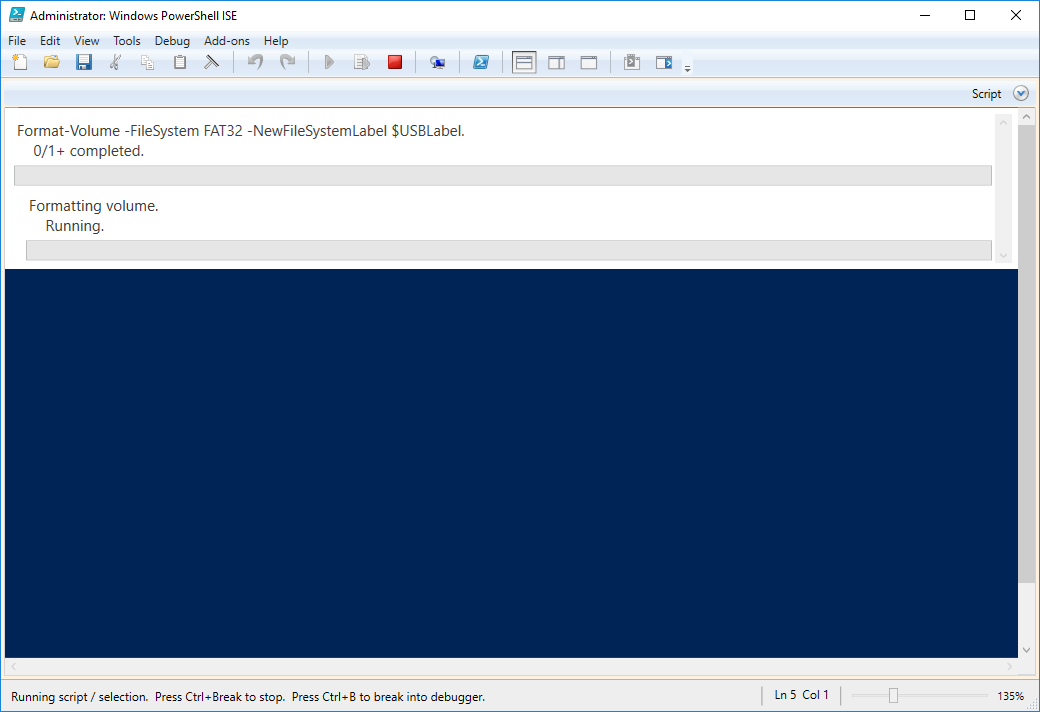 Administrator: Windows PowerShell ISE
File Edit View Tools Debug Add-ons Help
Script
Format-Volume -FileSystem FAT32 -NewFileSystemLabel $USBLabel.
0/1+ completed.
Formatting volume.
Running.
Running script / selection. Press Ctrl+Break to stop. Press Ctrl+B to break into debugger.
Ln 5 Col 1
135%